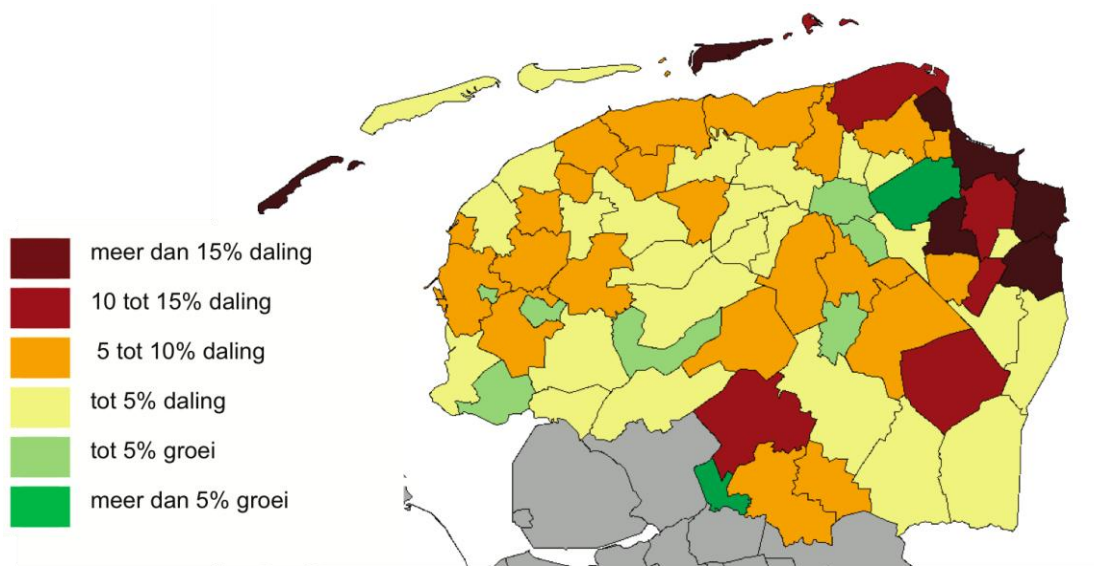 meer dan 15% daling
10 tot 15% daling
5 tot 10% daling
tot 5% daling
tot 5% groei
meer dan 5% groei